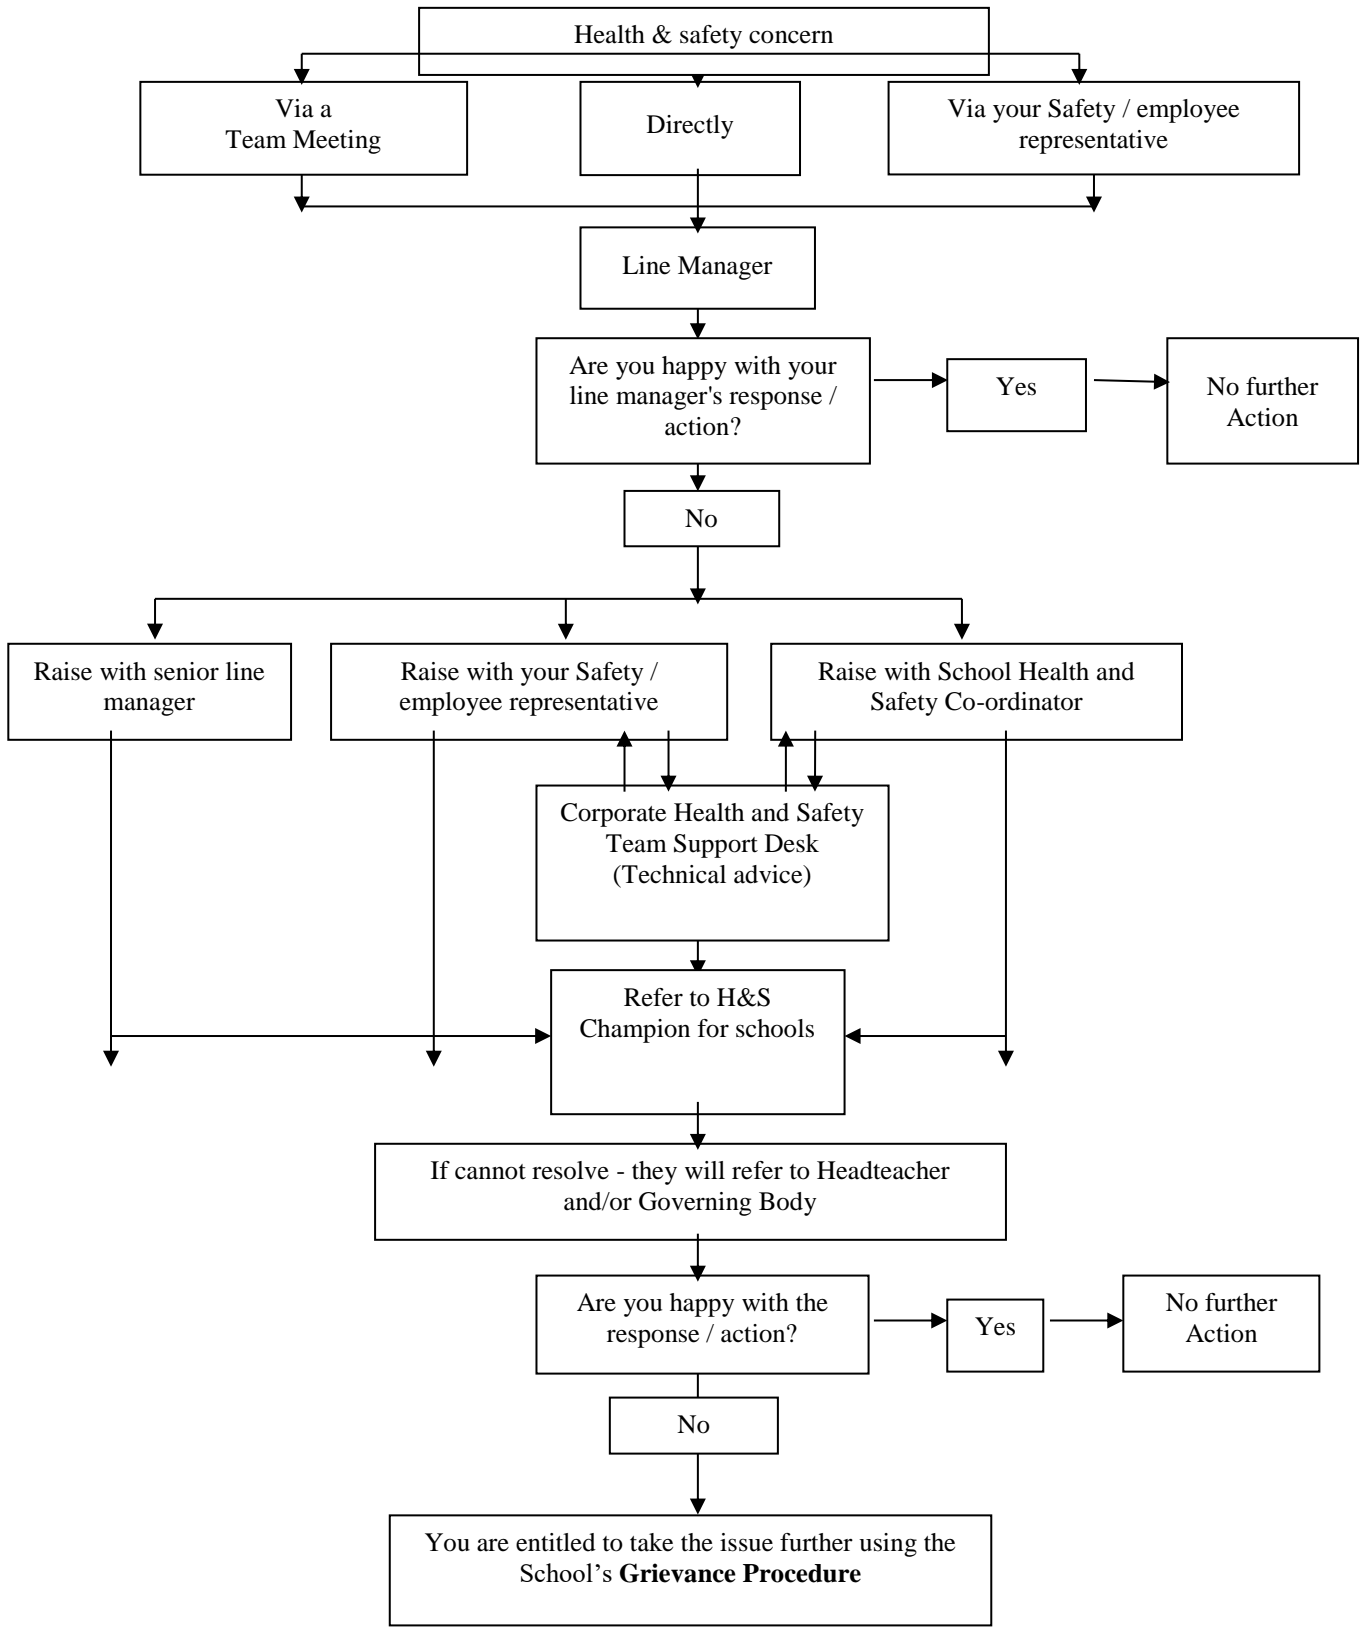 Health & safety concern
Via a
Team Meeting
Directly
Via your Safety / employee
representative
Line Manager
Are you happy with your
line manager's response /
action?
Yes
No further
Action
No
Raise with senior line
manager
Raise with your Safety /
employee representative
Raise with School Health and
Safety Co-ordinator
Corporate Health and Safety
Team Support Desk
(Technical advice)
Refer to H&S
Champion for schools
If cannot resolve - they will refer to Headteacher
and/or Governing Body
Are you happy with the
response / action?
Yes
No further
Action
No
You are entitled to take the issue further using the
School’s Grievance Procedure